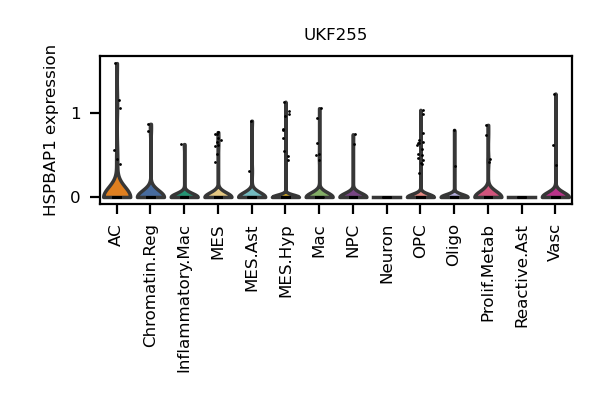 UKF255
HSPBAP1 expression
1
0
AC
Chromatin.Reg
Inflammatory.Mac
MES
MES.Ast
MES.Hyp
Mac
NPC
Neuron
OPC
Oligo
Prolif.Metab
Reactive.Ast
Vasc